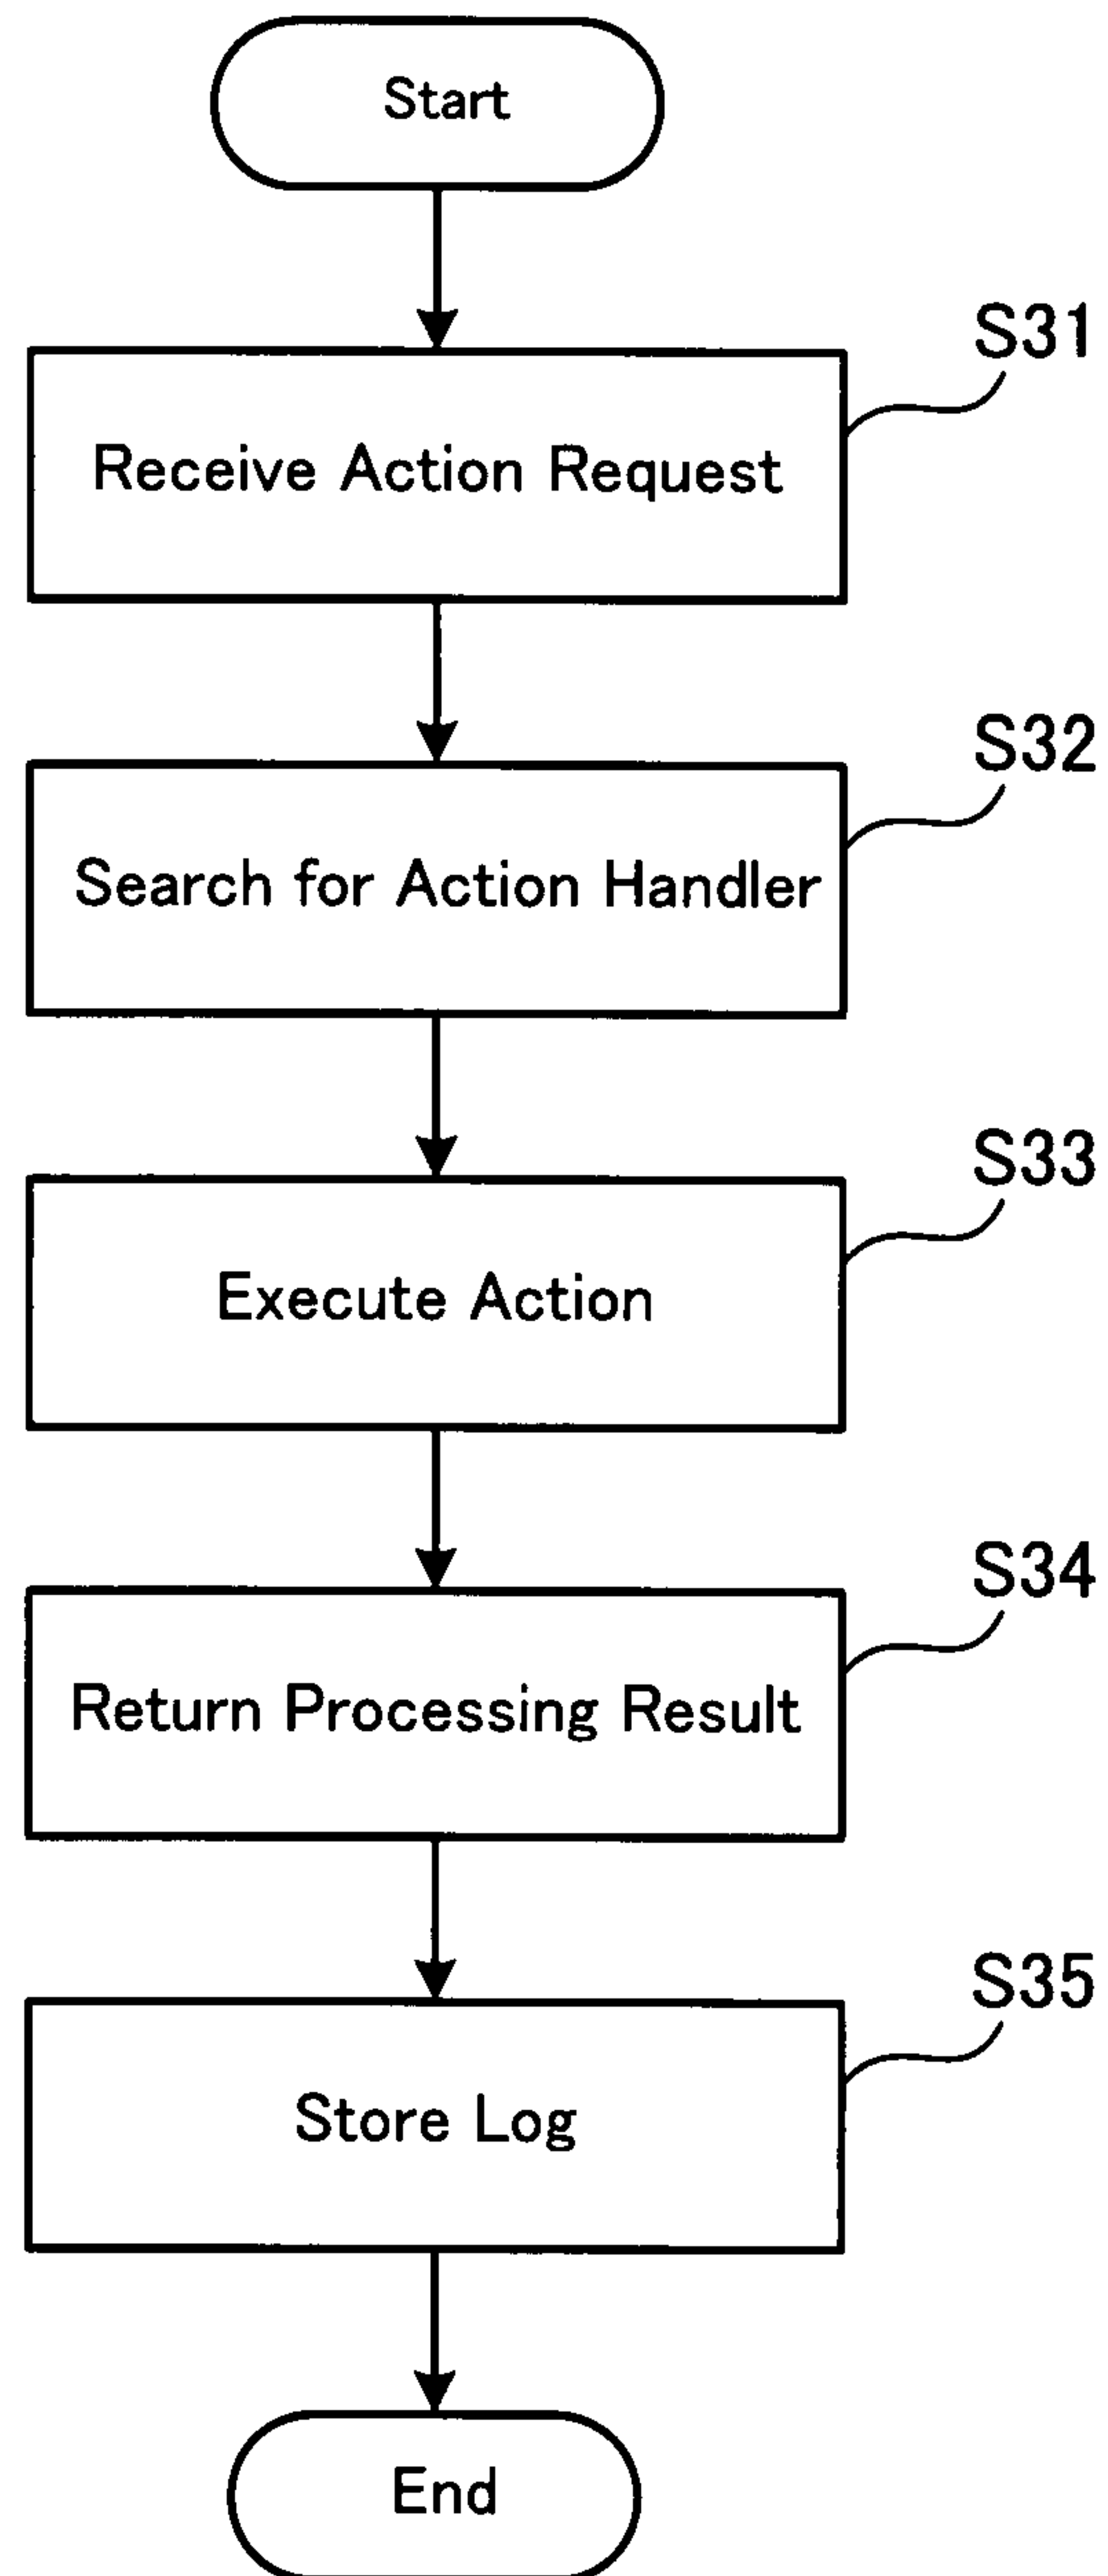 Start
S31
Receive Action Request
S32
Search for Action Handler
S33
Execute Action
S34
Return Processing Result
S35
Store Log
End